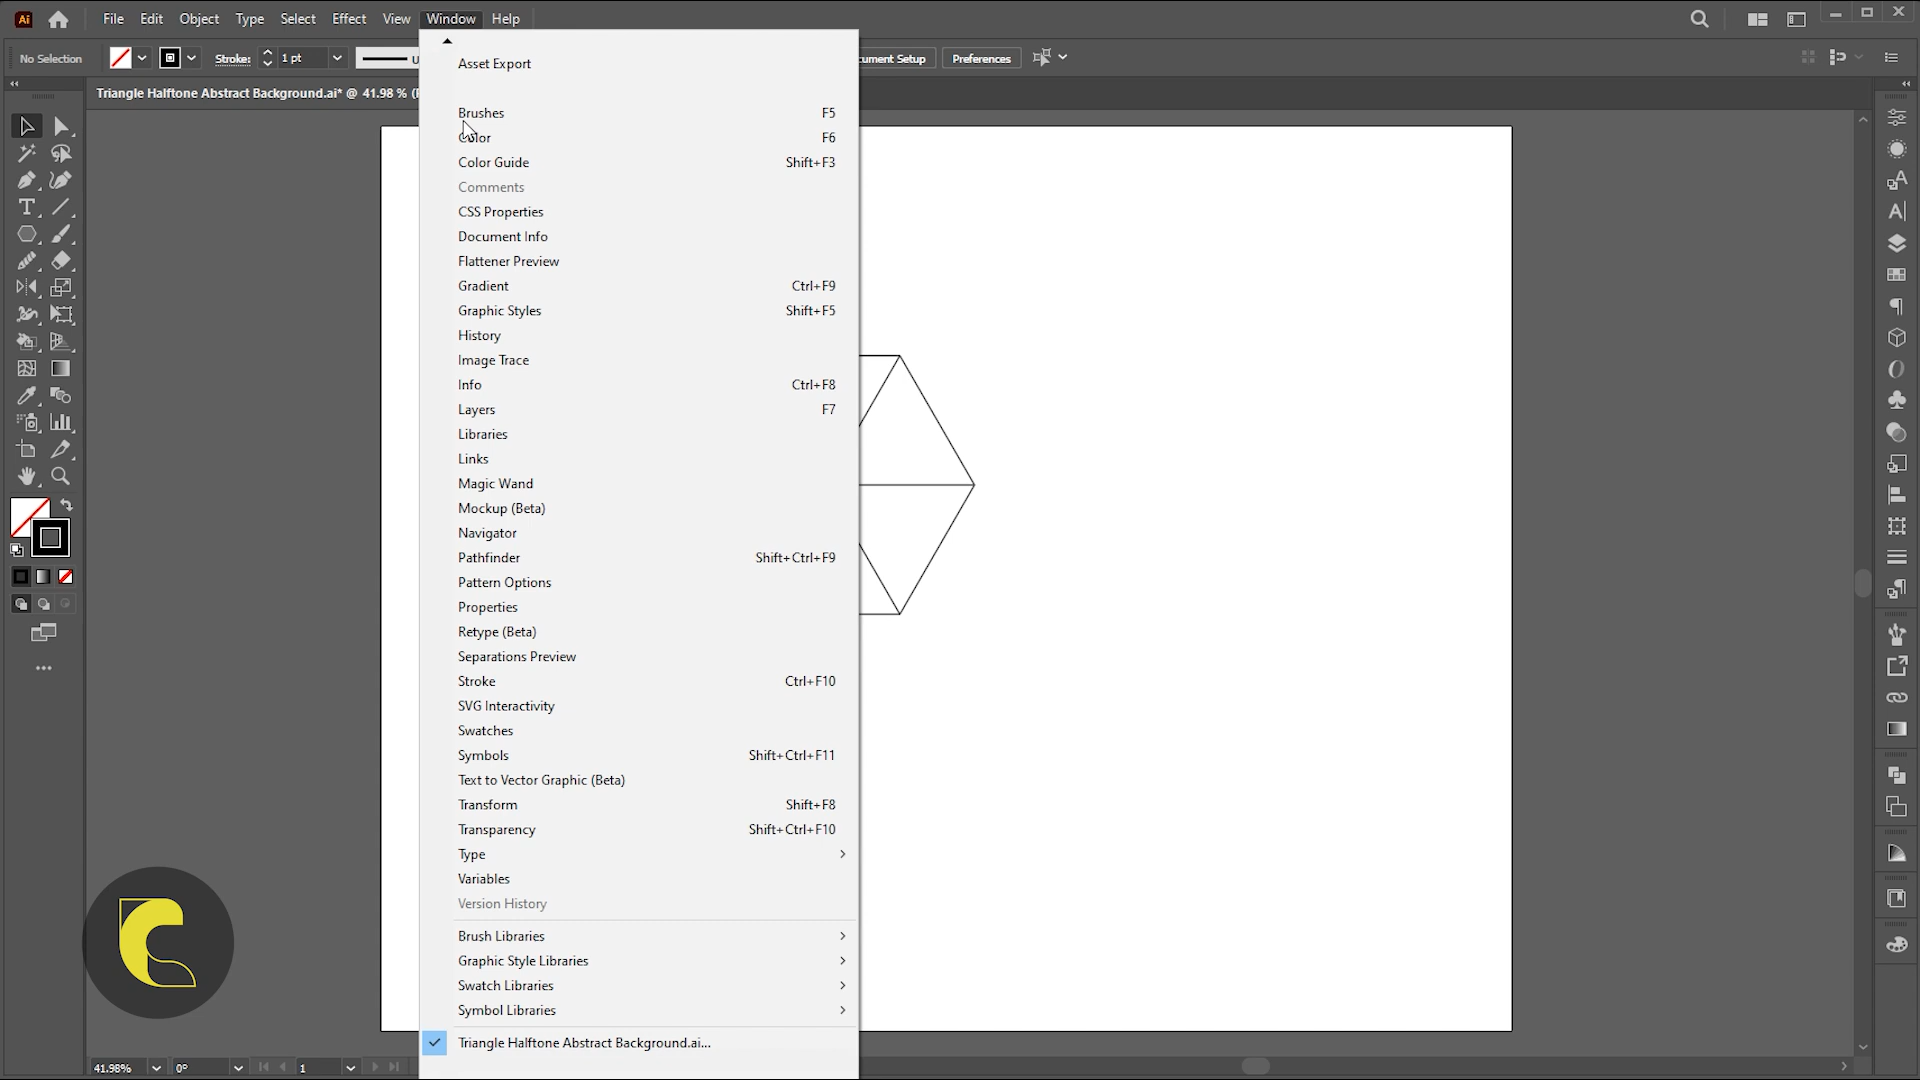 Ai File Edit Object Type Select Effect View Window Help
No Selection Stroke: 1 pt cument Setup Preferences
Triangle Halftone Abstract Background.ai* @ 41.98 %
Asset Export
Brushes F5
Color F6
Color Guide Shift+F3
Comments
CSS Properties
Document Info
Flattener Preview
Gradient Ctrl+F9
Graphic Styles Shift+F5
History
Image Trace
Info Ctrl+F8
Layers F7
Libraries
Links
Magic Wand
Mockup (Beta)
Navigator
Pathfinder Shift+Ctrl+F9
Pattern Options
Properties
Retype (Beta)
Separations Preview
Stroke Ctrl+F10
SVG Interactivity
Swatches
Symbols Shift+Ctrl+F11
Text to Vector Graphic (Beta)
Transform Shift+F8
Transparency Shift+Ctrl+F10
Type
Variables
Version History
Brush Libraries
Graphic Style Libraries
Swatch Libraries
Symbol Libraries
Triangle Halftone Abstract Background.ai...
41.98% 0° 1